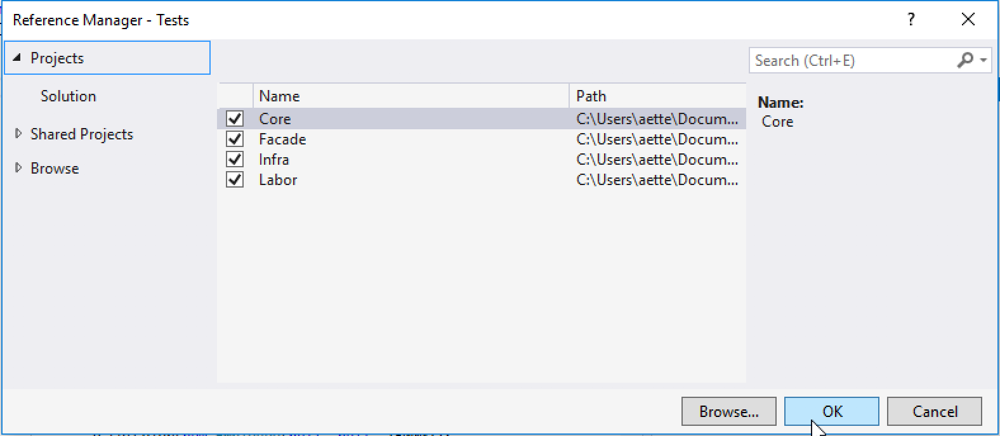 Reference Manager - Tests
?
Projects
Search (Ctrl+E)
Solution
Name Path
Name:
Core C:\Users\aette\Docum...
Core
Shared Projects
Facade C:\Users\aette\Docum...
Infra C:\Users\aette\Docum...
Browse
Labor C:\Users\aette\Docum...
Browse... OK Cancel